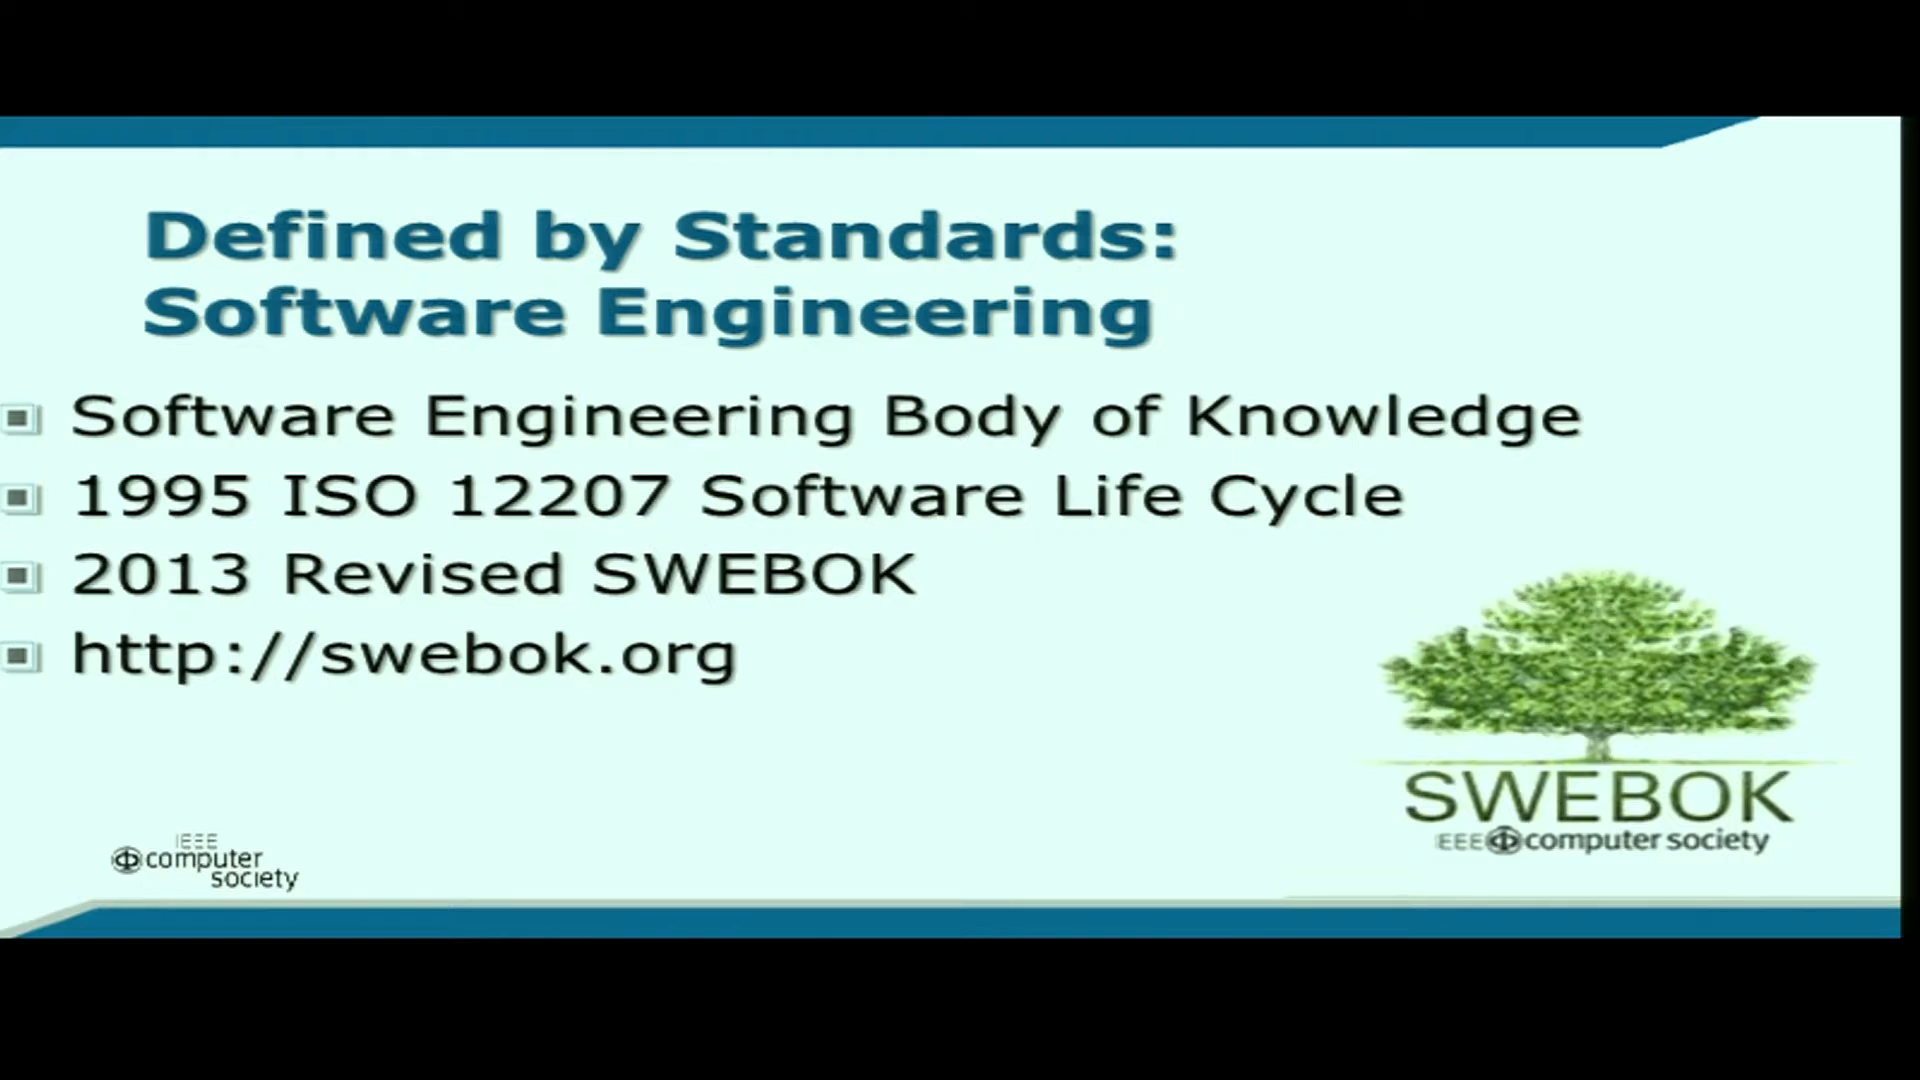 Defined by Standards:
Software Engineering
Software Engineering Body of Knowledge
1995 ISO 12207 Software Life Cycle
2013 Revised SWEBOK
http://swebok.org
SWEBOK
IEEE computer society
IEEE
computer
society